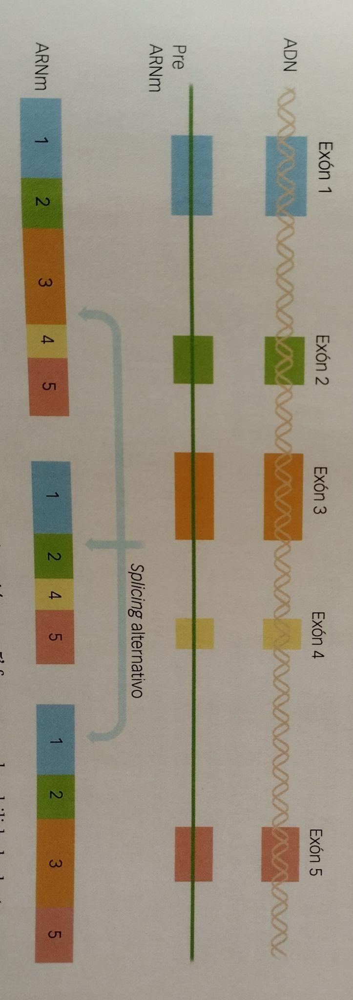 Exón 1 Exón 2 Exón 3 Exón 4 Exón 5
ADN
Pre
ARNm
Splicing alternativo
ARNm 1 2 3 4 5 1 2 4 5 1 2 3 5